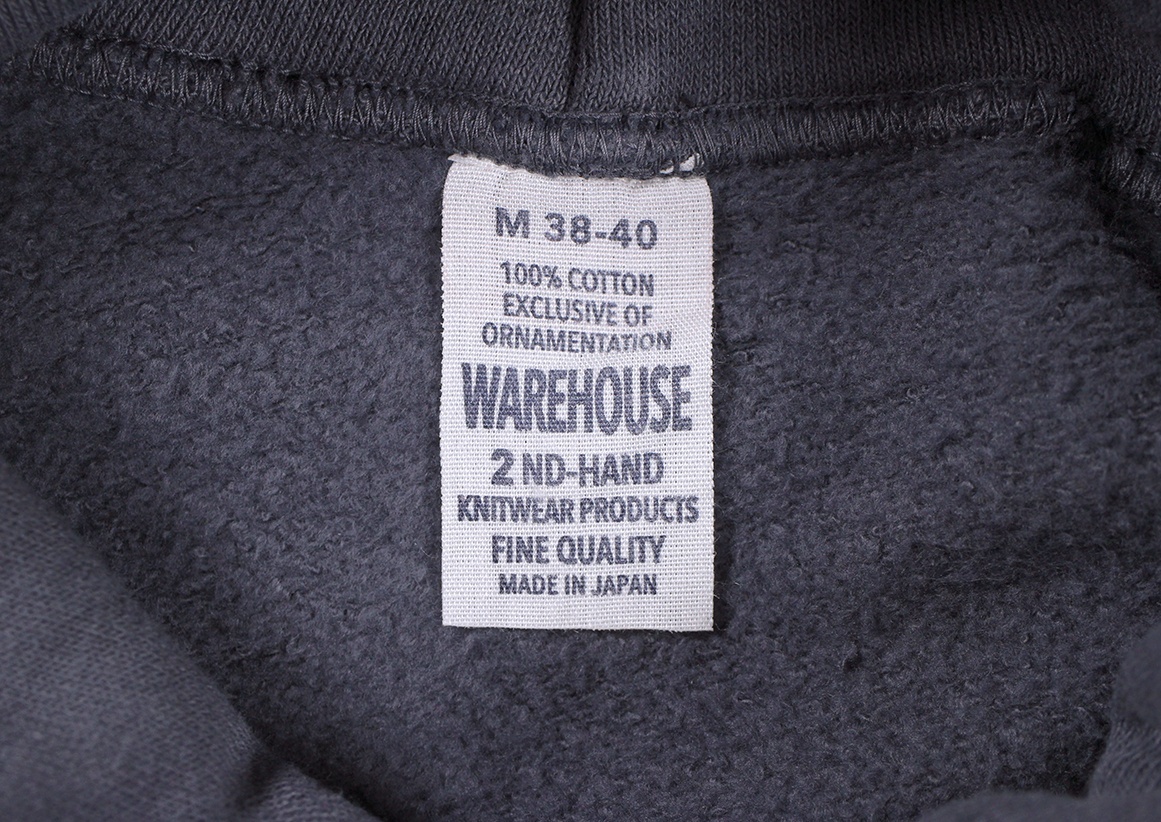 M 38-40
100% COTTON
EXCLUSIVE OF
ORNAMENTATION
WAREHOUSE
2 ND-HAND
KNITWEAR PRODUCTS
FINE QUALITY
MADE IN JAPAN